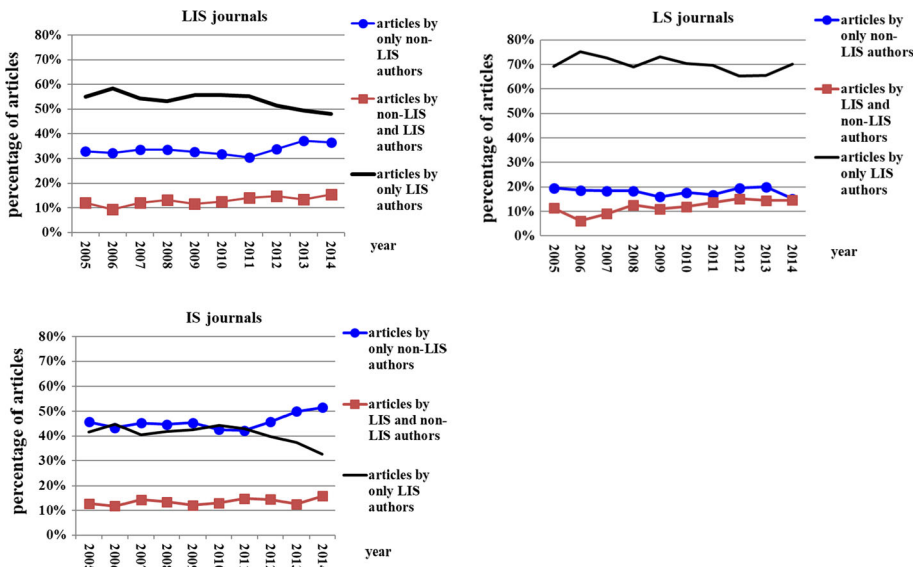 LIS journals
percentage of articles
80%
70%
60%
50%
40%
30%
20%
10%
0%
2005
2006
2007
2008
2009
2010
2011
2012
2013
2014
year
articles by
only non-
LIS
authors
articles by
non-LIS
and LIS
authors
articles by
only LIS
authors
LS journals
percentage of articles
80%
70%
60%
50%
40%
30%
20%
10%
0%
2005
2006
2007
2008
2009
2010
2011
2012
2013
2014
year
articles by
only non-
LIS authors
articles by
LIS and
non-LIS
authors
articles by
only LIS
authors
IS journals
percentage of articles
80%
70%
60%
50%
40%
30%
20%
10%
0%
year
articles by
only non-LIS
authors
articles by
LIS and non-
LIS authors
articles by
only LIS
authors